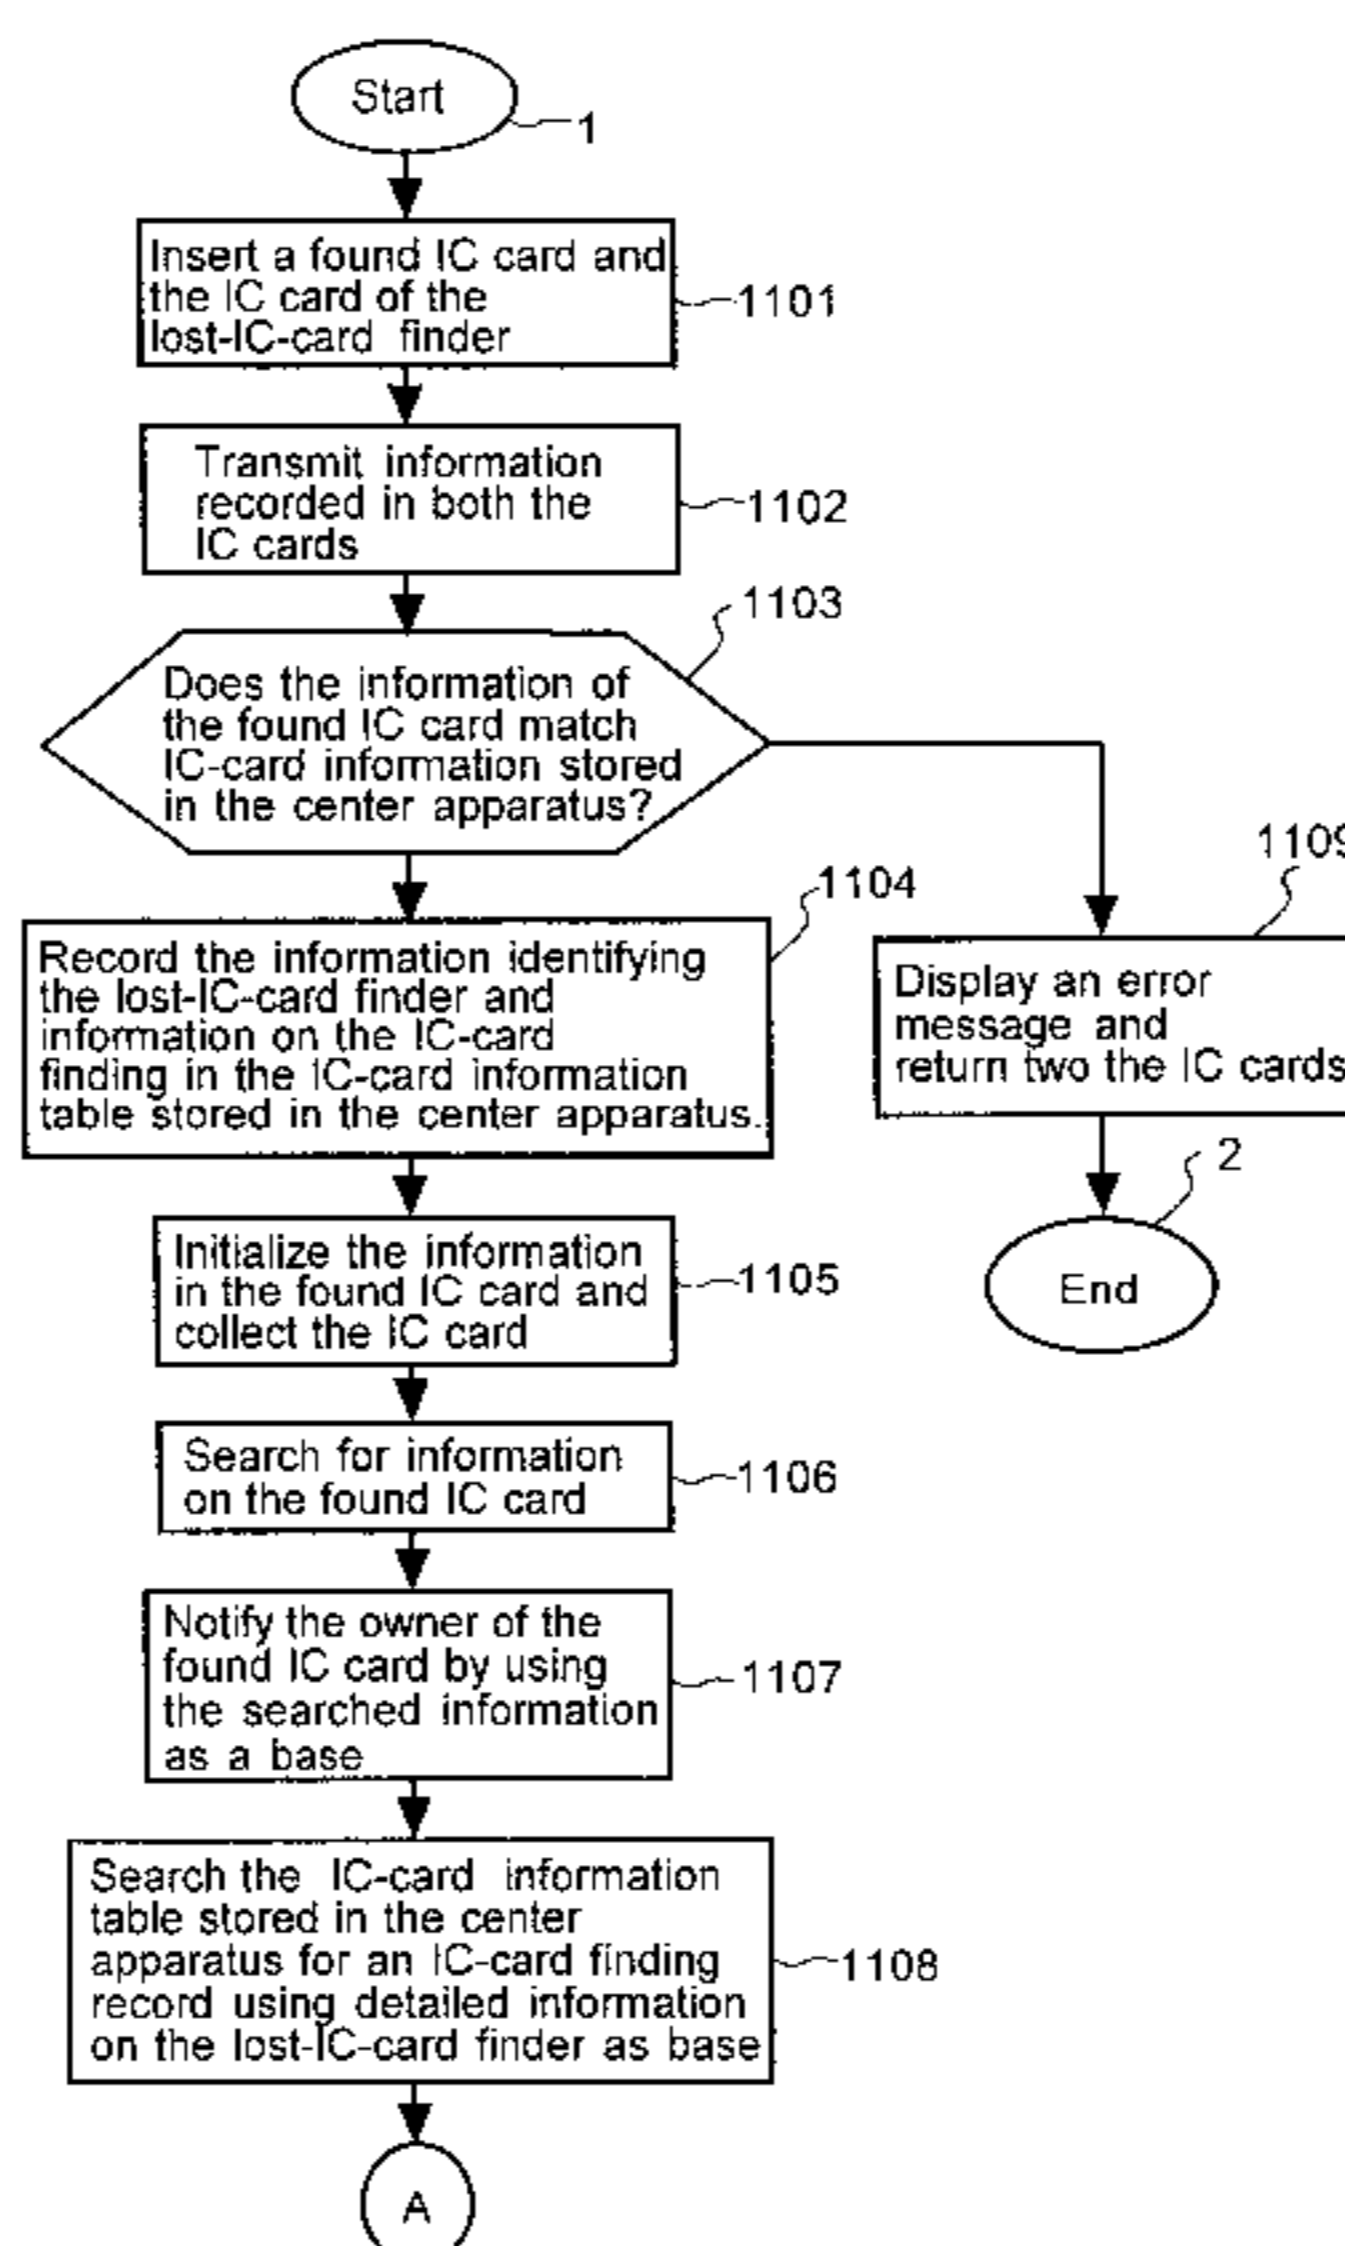 Start
1
Insert a found IC card and
the IC card of the
lost-IC-card finder
1101
Transmit information
recorded in both the
IC cards
1102
1103
Does the information of
the found IC card match
IC-card information stored
in the center apparatus?
1104
Record the information identifying
the lost-IC-card finder and
information on the IC-card
finding in the IC-card information
table stored in the center apparatus.
1109
Display an error
message and
return two the IC cards
2
End
Initialize the information
in the found IC card and
collect the IC card
1105
Search for information
on the found IC card
1106
Notify the owner of the
found IC card by using
the searched information
as a base
1107
Search the IC-card information
table stored in the center
apparatus for an IC-card finding
record using detailed information
on the lost-IC-card finder as base
1108
A